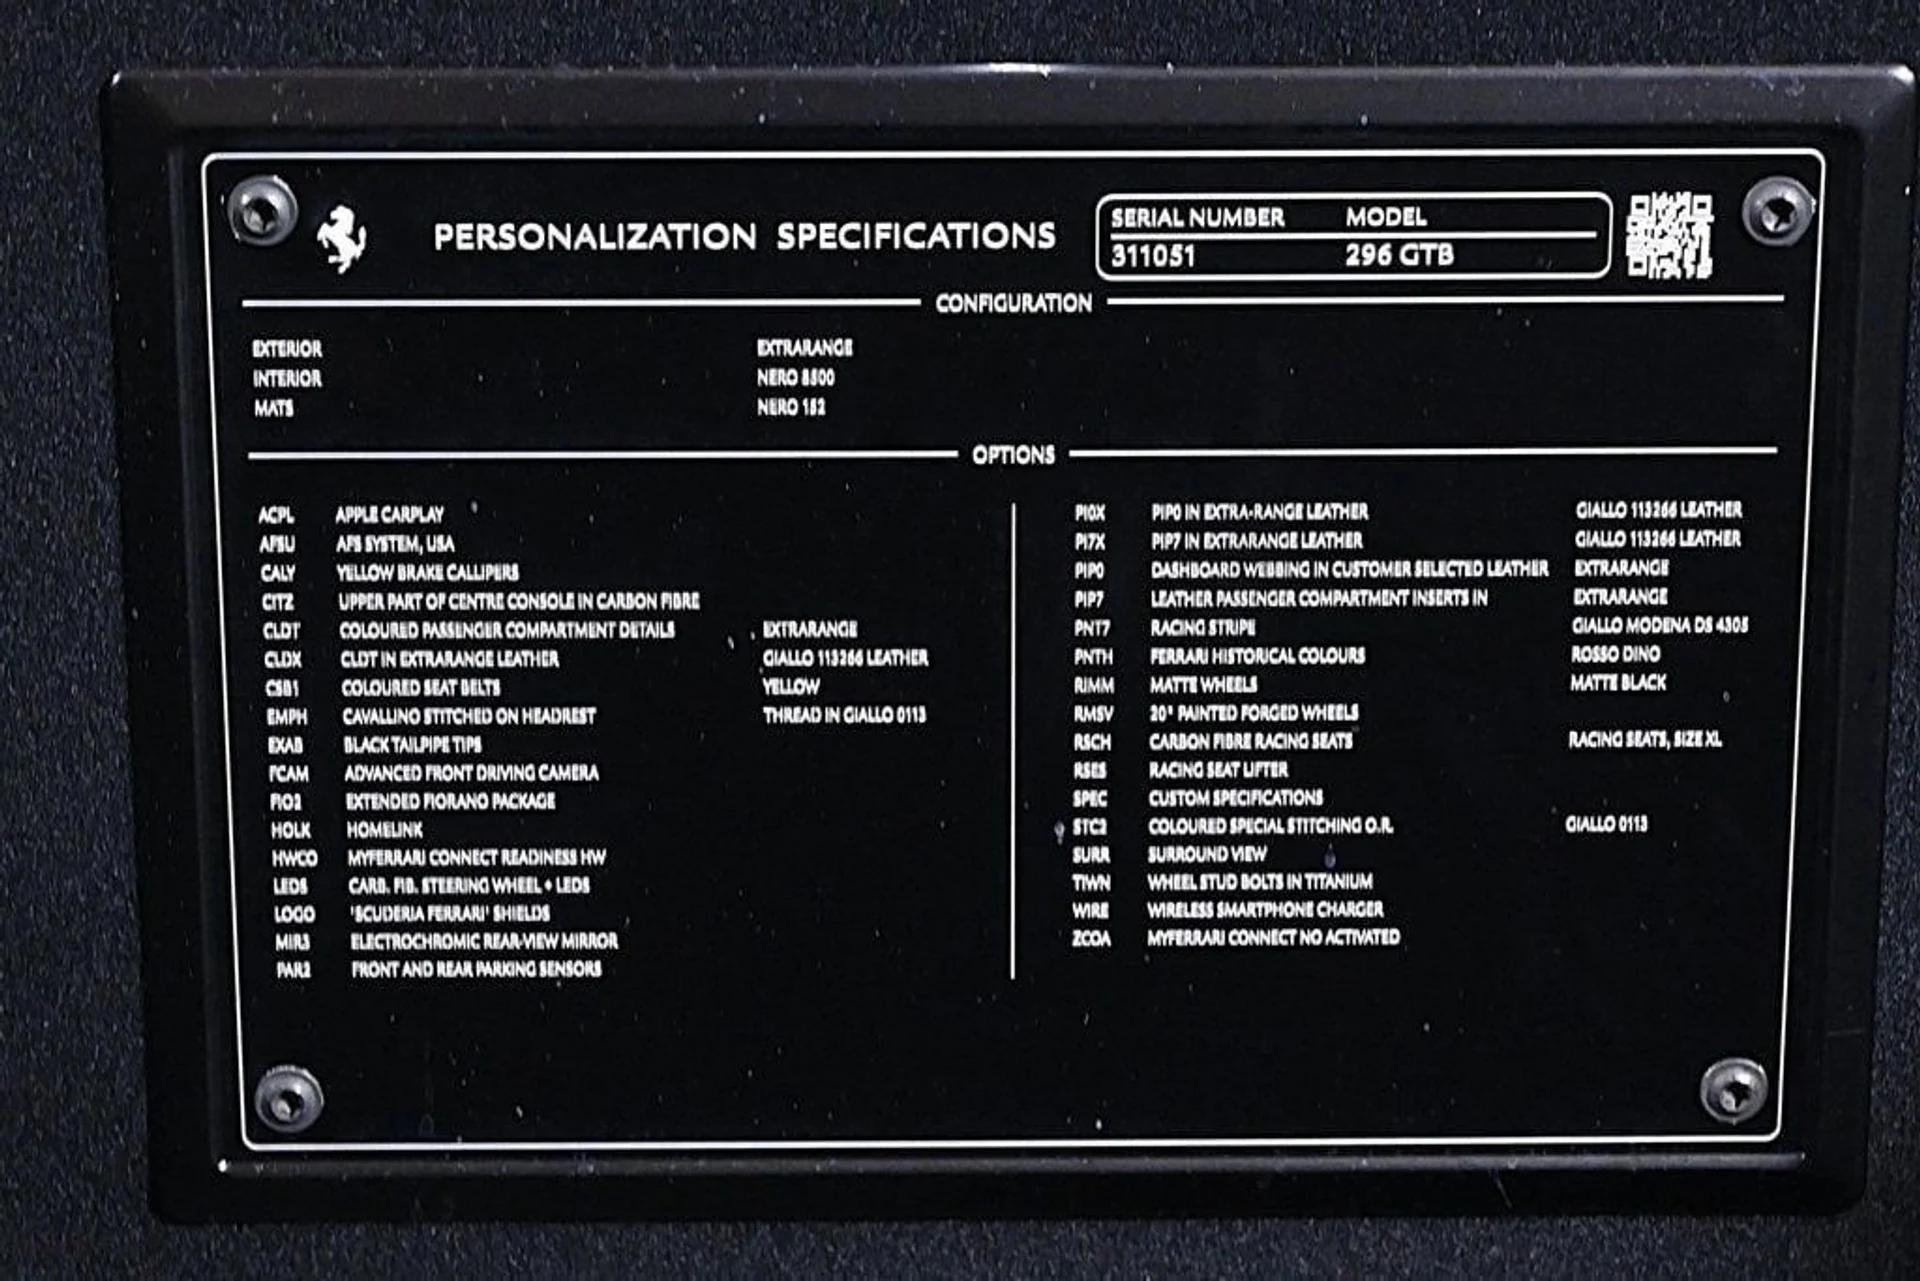 PERSONALIZATION SPECIFICATIONS
SERIAL NUMBER MODEL
311051 296 GTB
CONFIGURATION
EXTERIOR EXTRARANGE
INTERIOR NERO 8500
MATS NERO 152
OPTIONS
ACPL APPLE CARPLAY
AFSU AFS SYSTEM, USA
CALY YELLOW BRAKE CALLIPERS
CITZ UPPER PART OF CENTRE CONSOLE IN CARBON FIBRE
CLDT COLOURED PASSENGER COMPARTMENT DETAILS EXTRARANGE
CLDX CLDT IN EXTRARANGE LEATHER GIALLO 113266 LEATHER
CSB1 COLOURED SEAT BELTS YELLOW
EMPH CAVALLINO STITCHED ON HEADREST THREAD IN GIALLO 0113
EXAB BLACK TAILPIPE TIPS
FCAM ADVANCED FRONT DRIVING CAMERA
FIO2 EXTENDED FIORANO PACKAGE
HOLK HOMELINK
HWCO MYFERRARI CONNECT READINESS HW
LEDS CARB. FIB. STEERING WHEEL + LEDS
LOGO 'SCUDERIA FERRARI' SHIELDS
MIR3 ELECTROCHROMIC REAR-VIEW MIRROR
PAR2 FRONT AND REAR PARKING SENSORS
PI0X PIP0 IN EXTRA-RANGE LEATHER GIALLO 113266 LEATHER
PI7X PIP7 IN EXTRARANGE LEATHER GIALLO 113266 LEATHER
PIP0 DASHBOARD WEBBING IN CUSTOMER SELECTED LEATHER EXTRARANGE
PIP7 LEATHER PASSENGER COMPARTMENT INSERTS IN EXTRARANGE
PNT7 RACING STRIPE GIALLO MODENA DS 4305
PNTH FERRARI HISTORICAL COLOURS ROSSO DINO
RIMM MATTE WHEELS MATTE BLACK
RMSV 20" PAINTED FORGED WHEELS
RSCH CARBON FIBRE RACING SEATS RACING SEATS, SIZE XL
RSES RACING SEAT LIFTER
SPEC CUSTOM SPECIFICATIONS
STC2 COLOURED SPECIAL STITCHING O.R. GIALLO 0113
SURR SURROUND VIEW
TIWN WHEEL STUD BOLTS IN TITANIUM
WIRE WIRELESS SMARTPHONE CHARGER
ZCOA MYFERRARI CONNECT NO ACTIVATED